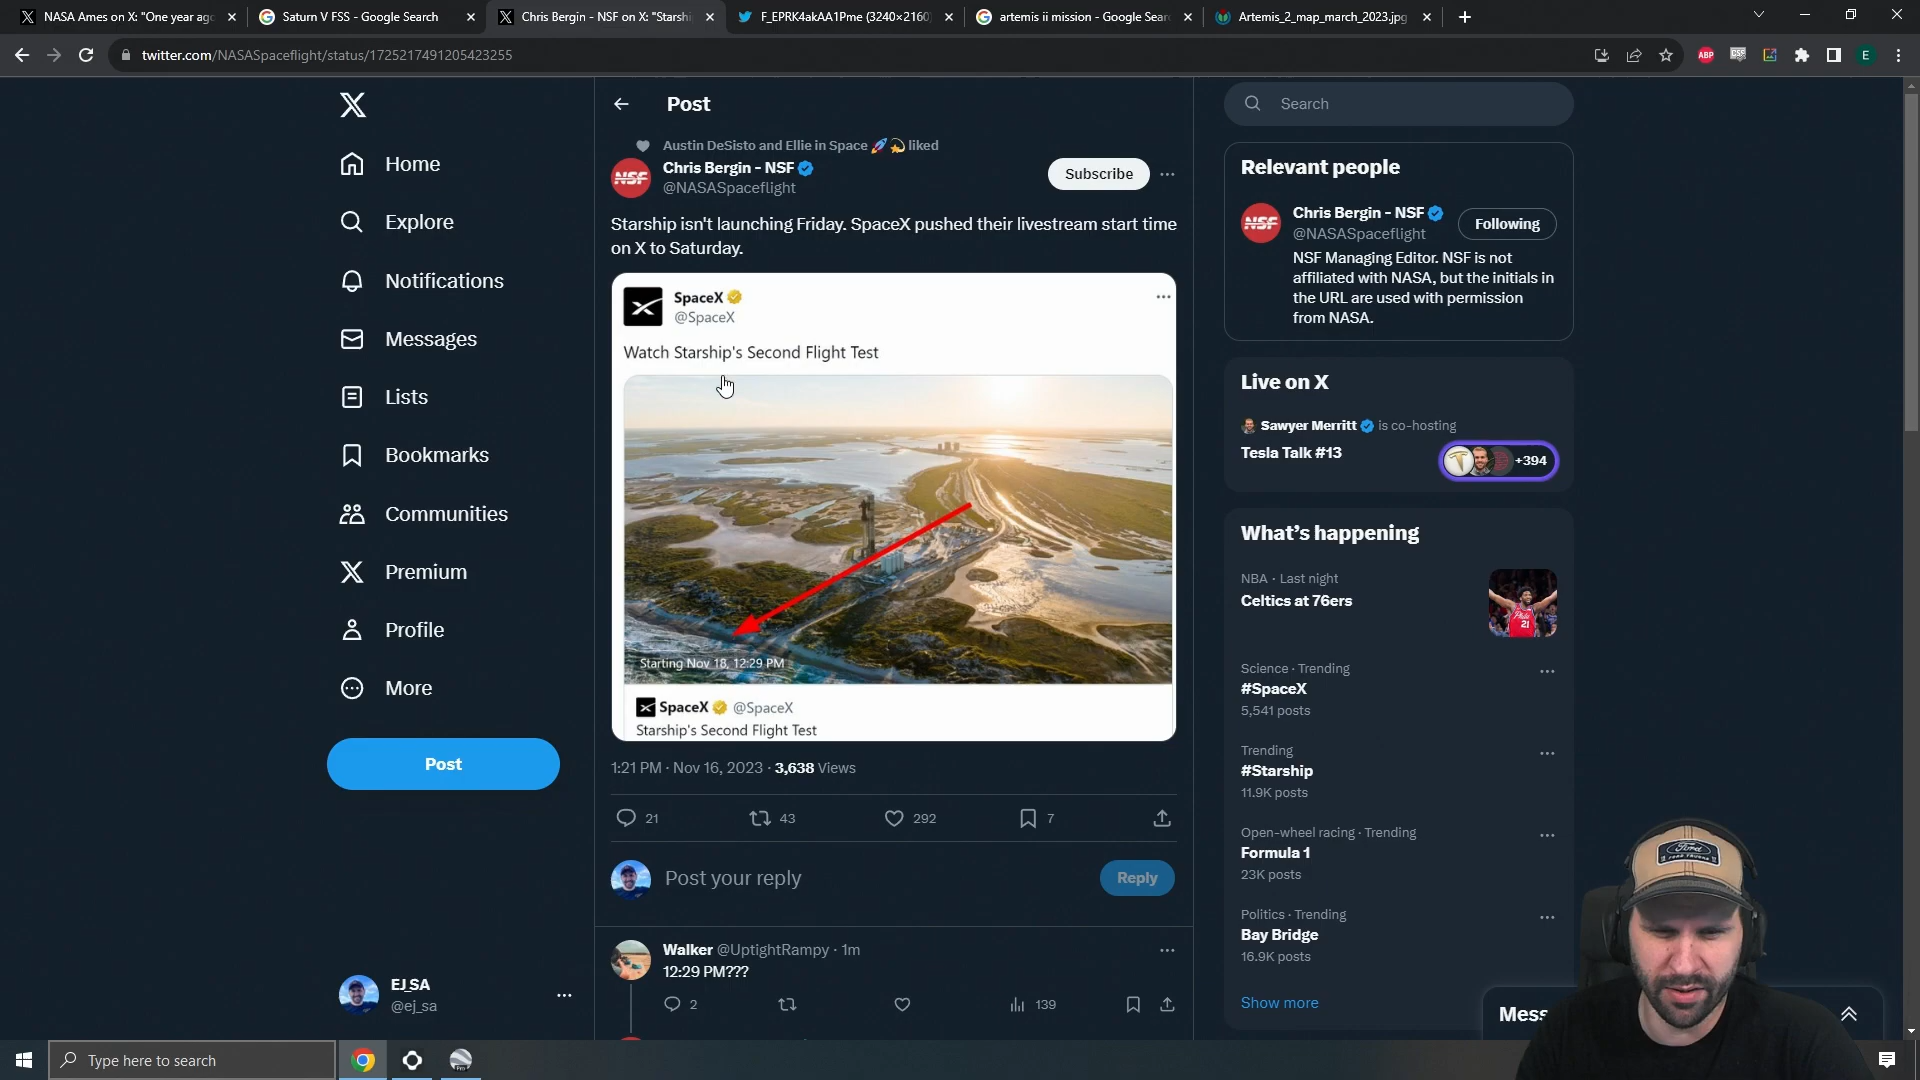 NASA Ames on X: "One year ago
Saturn V FSS - Google Search
Chris Bergin - NSF on X: "Starshi
F_EPRK4akAA1Pme (3240×2160)
artemis ii mission - Google Sear
Artemis_2_map_march_2023.jpg
twitter.com/NASASpaceflight/status/1725217491205423255
ABP
E
Home
Explore
Notifications
Messages
Lists
Bookmarks
Communities
Premium
Profile
More
Post
EJ_SA
@ej_sa
Post
Austin DeSisto and Ellie in Space 🚀💫 liked
NSF
Chris Bergin - NSF
@NASASpaceflight
Subscribe
Starship isn't launching Friday. SpaceX pushed their livestream start time
on X to Saturday.
SpaceX
@SpaceX
Watch Starship's Second Flight Test
Starting Nov 18, 12:29 PM
SpaceX @SpaceX
Starship's Second Flight Test
1:21 PM · Nov 16, 2023 · 3,638 Views
21
43
292
7
Post your reply
Reply
Walker @UptightRampy · 1m
12:29 PM???
2
139
Search
Relevant people
NSF
Chris Bergin - NSF
@NASASpaceflight
Following
NSF Managing Editor. NSF is not
affiliated with NASA, but the initials in
the URL are used with permission
from NASA.
Live on X
Sawyer Merritt is co-hosting
Tesla Talk #13
+394
What's happening
NBA · Last night
Celtics at 76ers
Science · Trending
#SpaceX
5,541 posts
Trending
#Starship
11.9K posts
Open-wheel racing · Trending
Formula 1
23K posts
Politics · Trending
Bay Bridge
16.9K posts
Show more
Mess
Ford
Type here to search